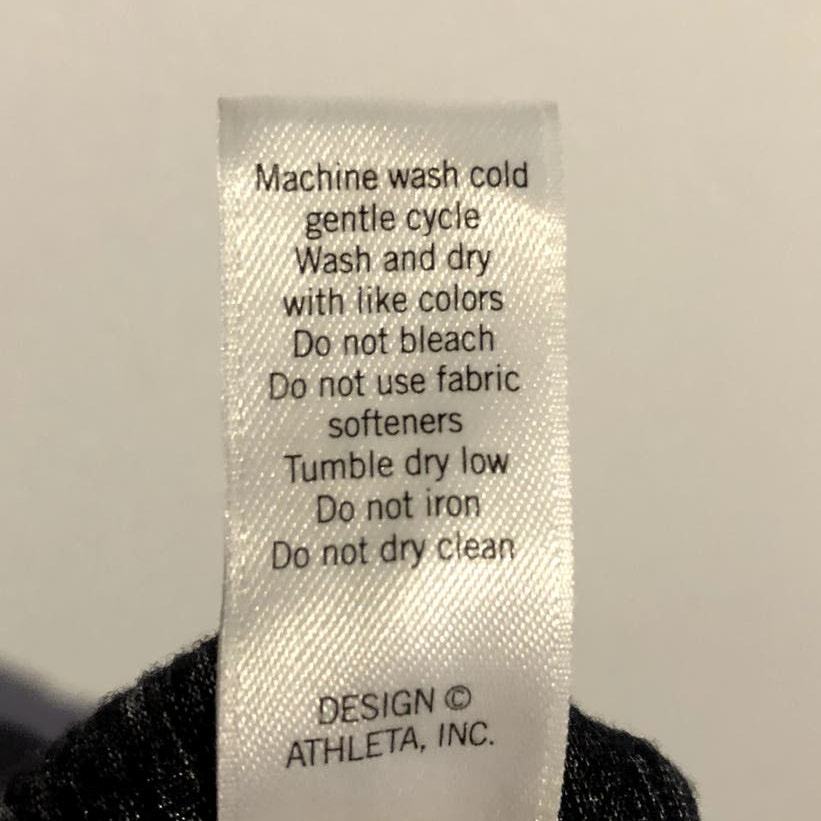 Machine wash cold
gentle cycle
Wash and dry
with like colors
Do not bleach
Do not use fabric
softeners
Tumble dry low
Do not iron
Do not dry clean
DESIGN ©
ATHLETA, INC.